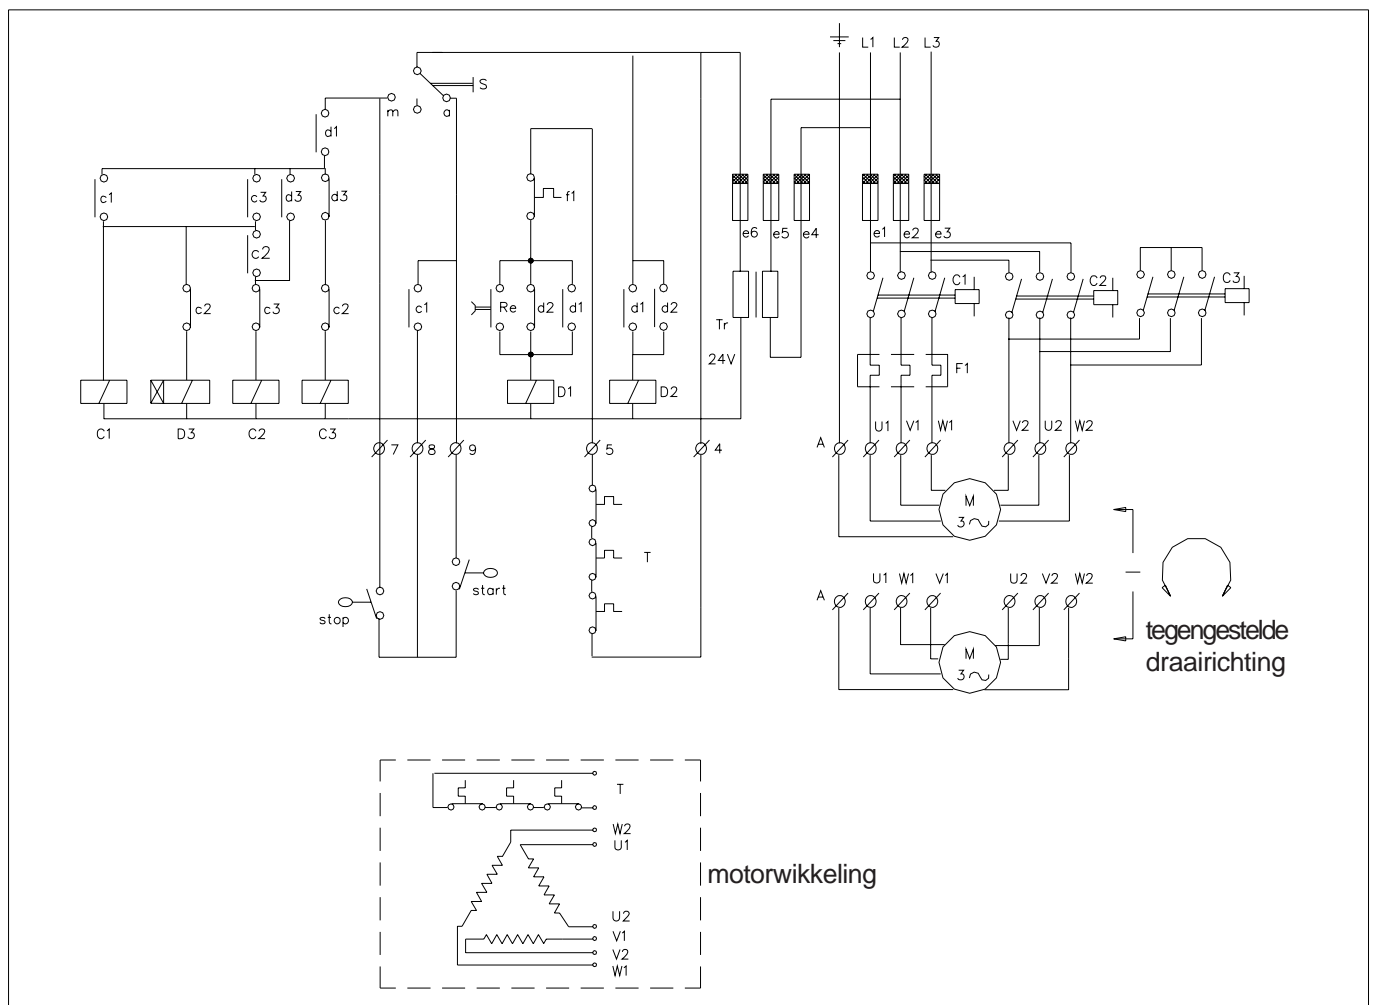 L1 L2 L3
S
m a
d1
c1 c3 d3 d3
f1
e6 e5 e4 e1 e2 e3
c2
C1 C2 C3
c2 c3 c2 c1 Re d2 d1 d1 d2
Tr
24V
F1
D1 D2
C1 D3 C2 C3
7 8 9 5 4
A U1 V1 W1 V2 U2 W2
M
3
T
start
stop
A U1 W1 V1 U2 V2 W2
M
3
tegengestelde
draairichting
T
W2
U1
motorwikkeling
U2
V1
V2
W1